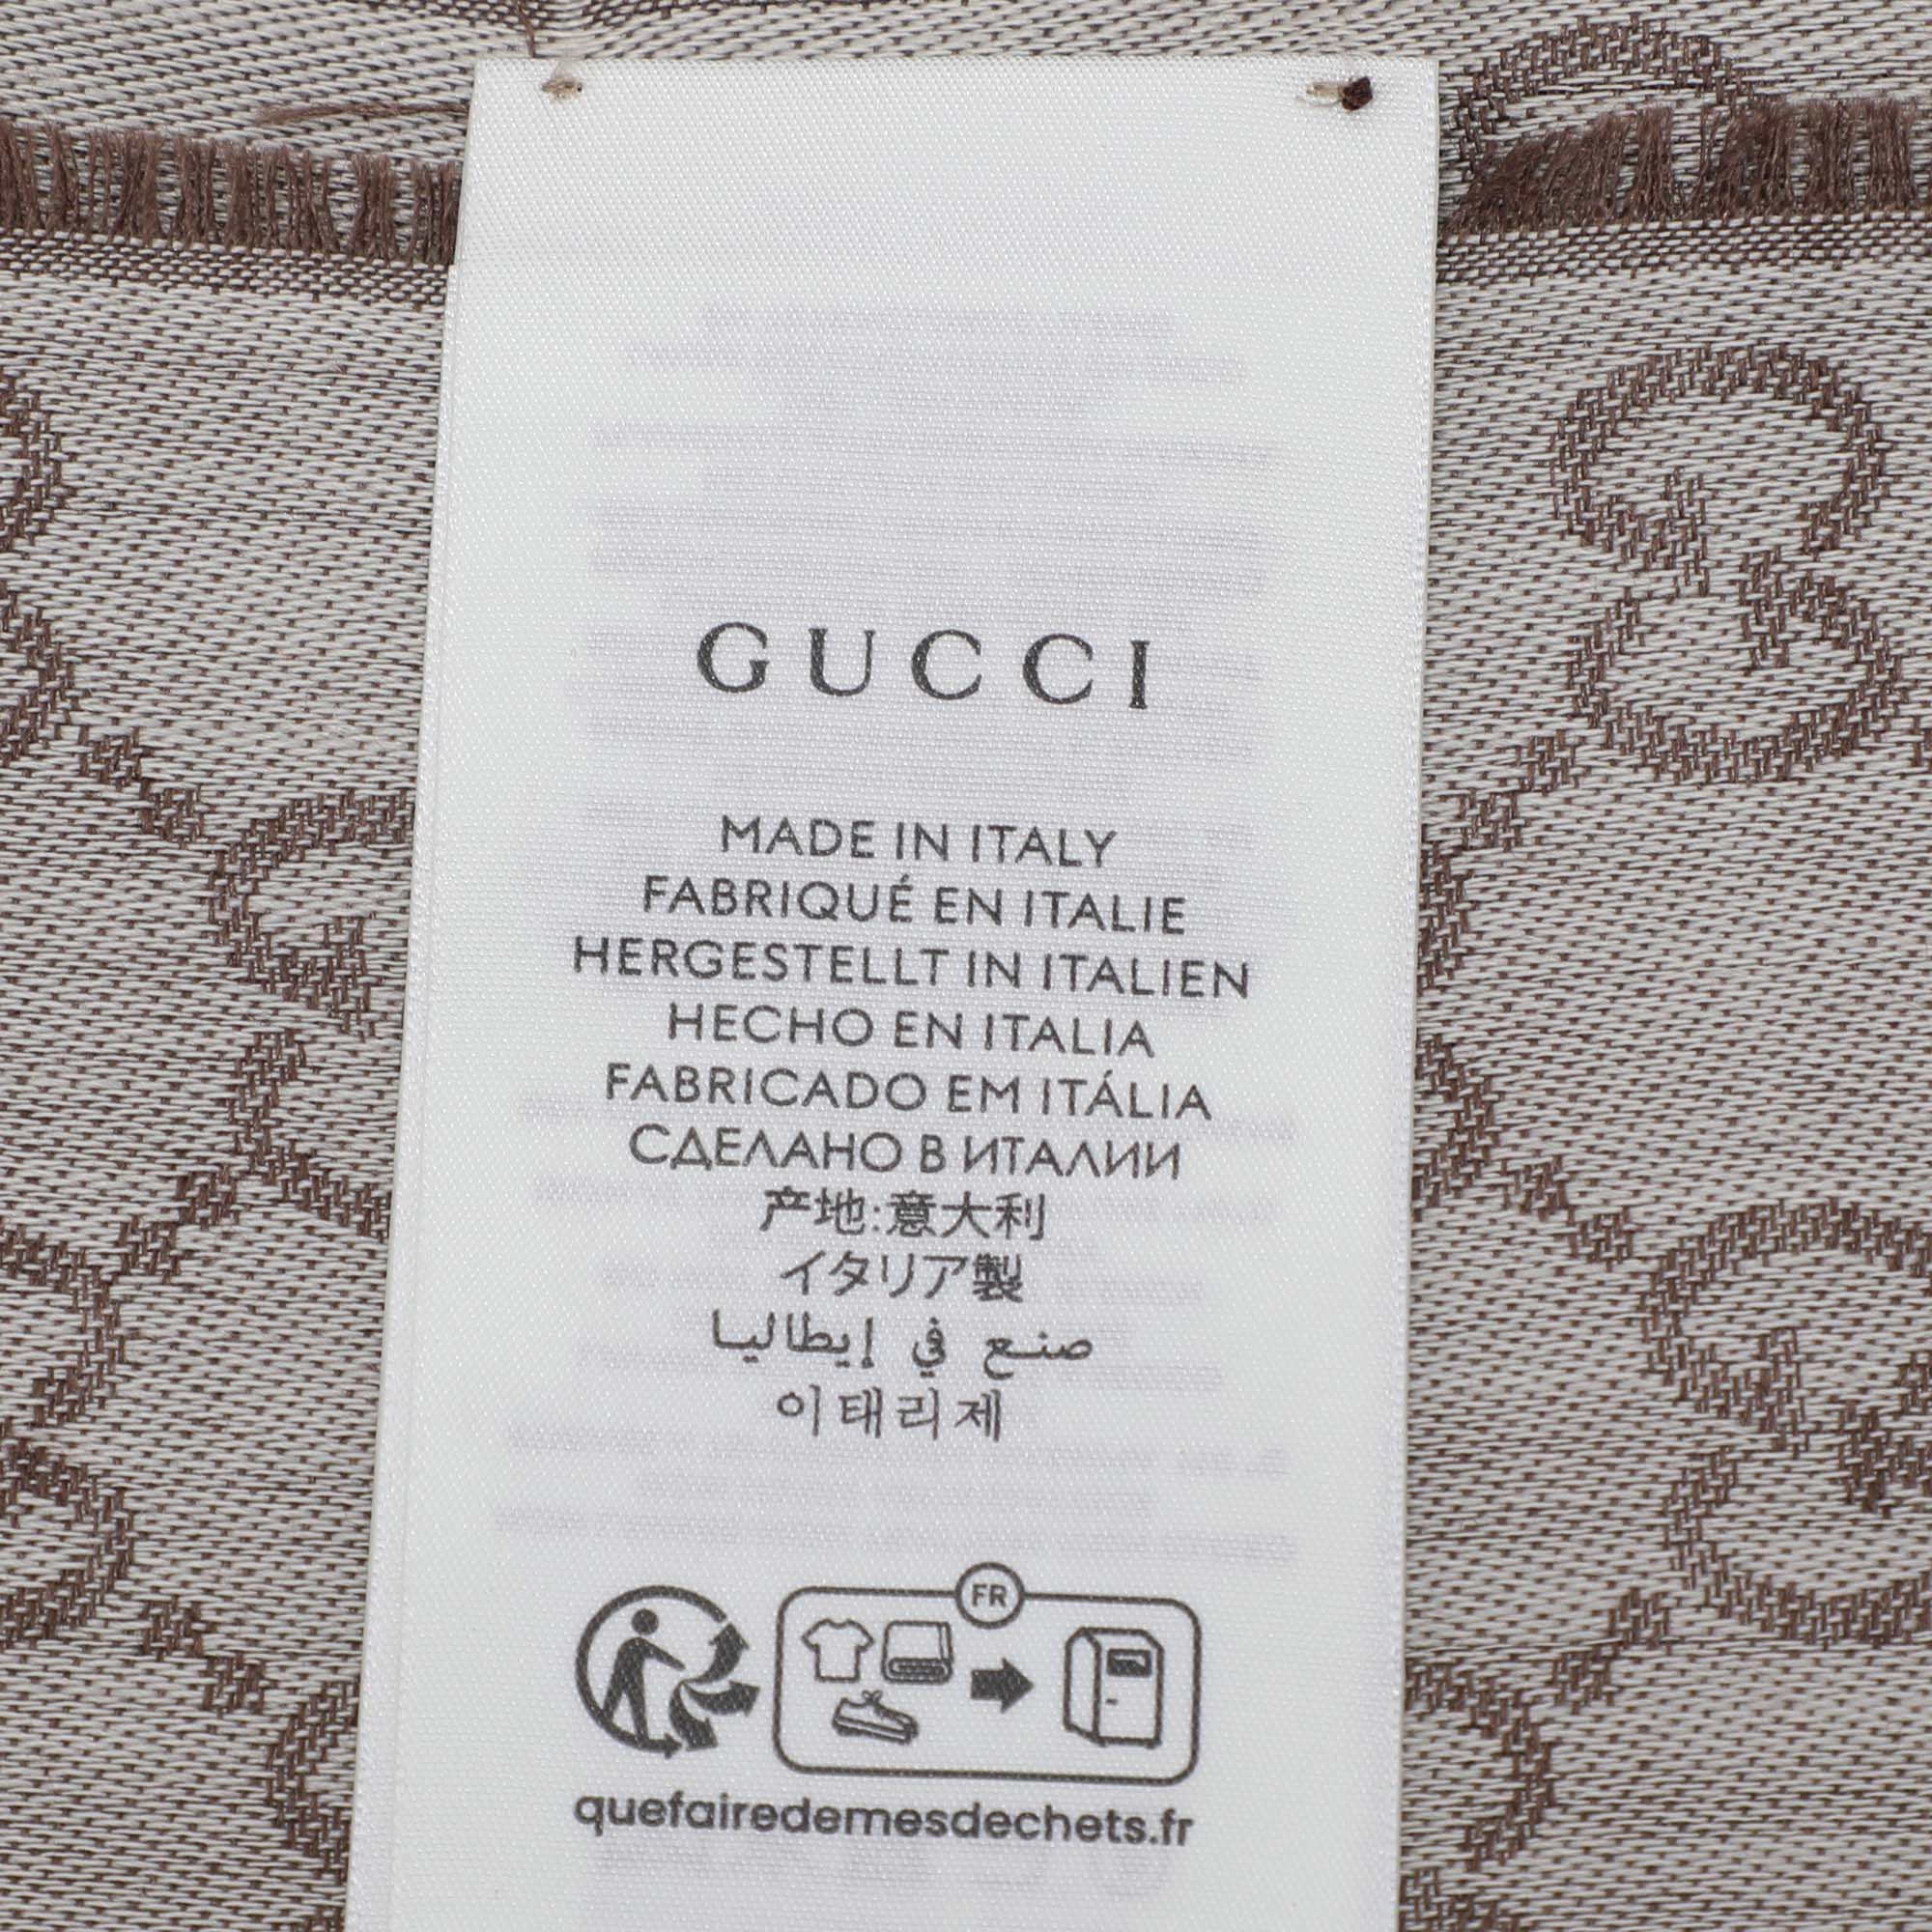 GUCCI
MADE IN ITALY
FABRIQUÉ EN ITALIE
HERGESTELLT IN ITALIEN
HECHO EN ITALIA
FABRICADO EM ITÁLIA
СДЕЛАНО В ИТАЛИИ
产地:意大利
イタリア製
صنع في إيطاليا
이태리제
FR
quefairedemesdechets.fr